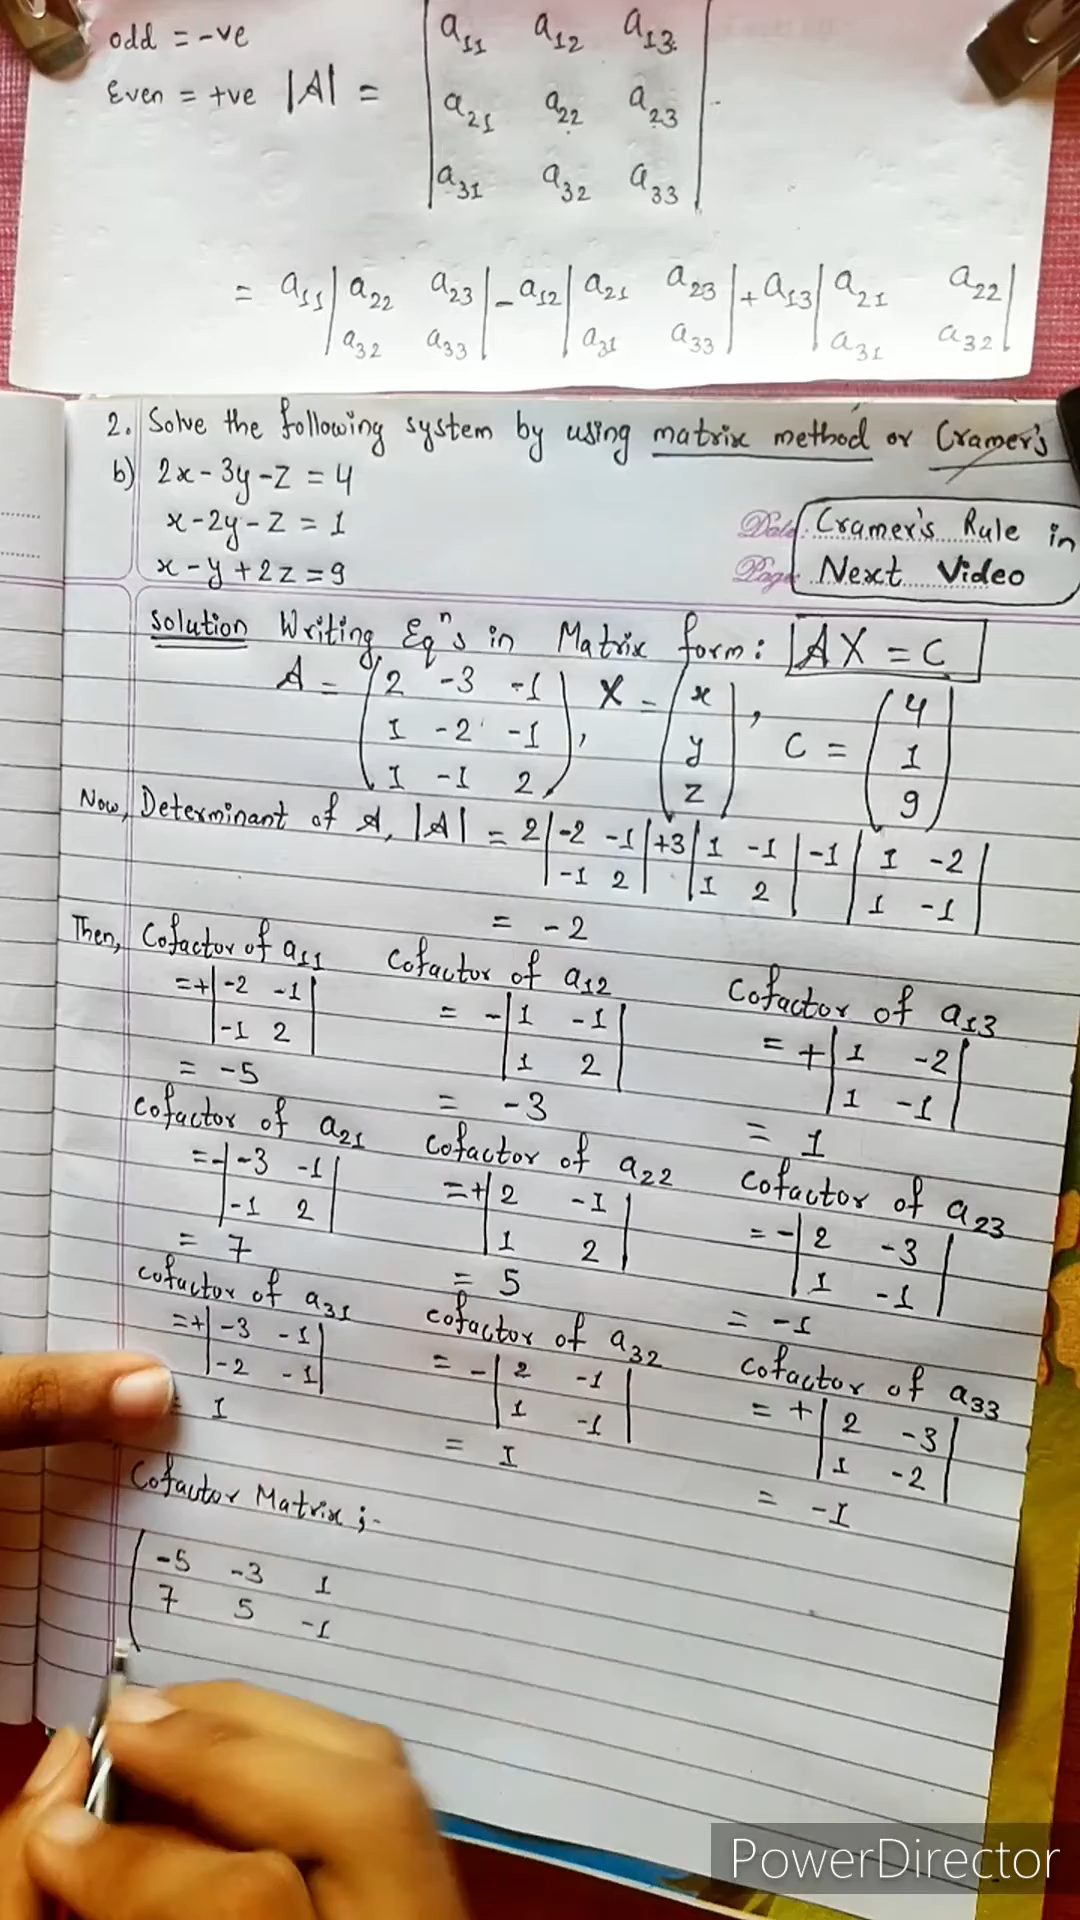 odd = -ve
Even = +ve |A| = | a11 a12 a13 |
| a21 a22 a23 |
| a31 a32 a33 |
= a11 | a22 a23 | - a12 | a21 a23 | + a13 | a21 a22 |
| a32 a33 | | a31 a33 | | a31 a32 |
2. Solve the following system by using matrix method or Cramer's
b) 2x - 3y - z = 4
x - 2y - z = 1
x - y + 2z = 9
Date: Cramer's Rule in
Page: Next Video
Solution Writing Eqns in Matrix form: AX = C
A = ( 2 -3 -1 ) X = ( x ) , C = ( 4 )
( 1 -2 -1 ) , ( y ) ( 1 )
( 1 -1 2 ) ( z ) ( 9 )
Now, Determinant of A, |A| = 2 | -2 -1 | +3 | 1 -1 | -1 | 1 -2 |
| -1 2 | | 1 2 | | 1 -1 |
= -2
Then, Cofactor of a11 Cofactor of a12 Cofactor of a13
= + | -2 -1 | = - | 1 -1 | = + | 1 -2 |
| -1 2 | | 1 2 | | 1 -1 |
= -5 = -3 = 1
Cofactor of a21 Cofactor of a22 Cofactor of a23
= - | -3 -1 | = + | 2 -1 | = - | 2 -3 |
| -1 2 | | 1 2 | | 1 -1 |
= 7 = 5 = -1
Cofactor of a31 Cofactor of a32 Cofactor of a33
= + | -3 -1 | = - | 2 -1 | = + | 2 -3 |
| -2 -1 | | 1 -1 | | 1 -2 |
= 1 = 1 = -1
Cofactor Matrix ;-
( -5 -3 1
7 5 -1
PowerDirector